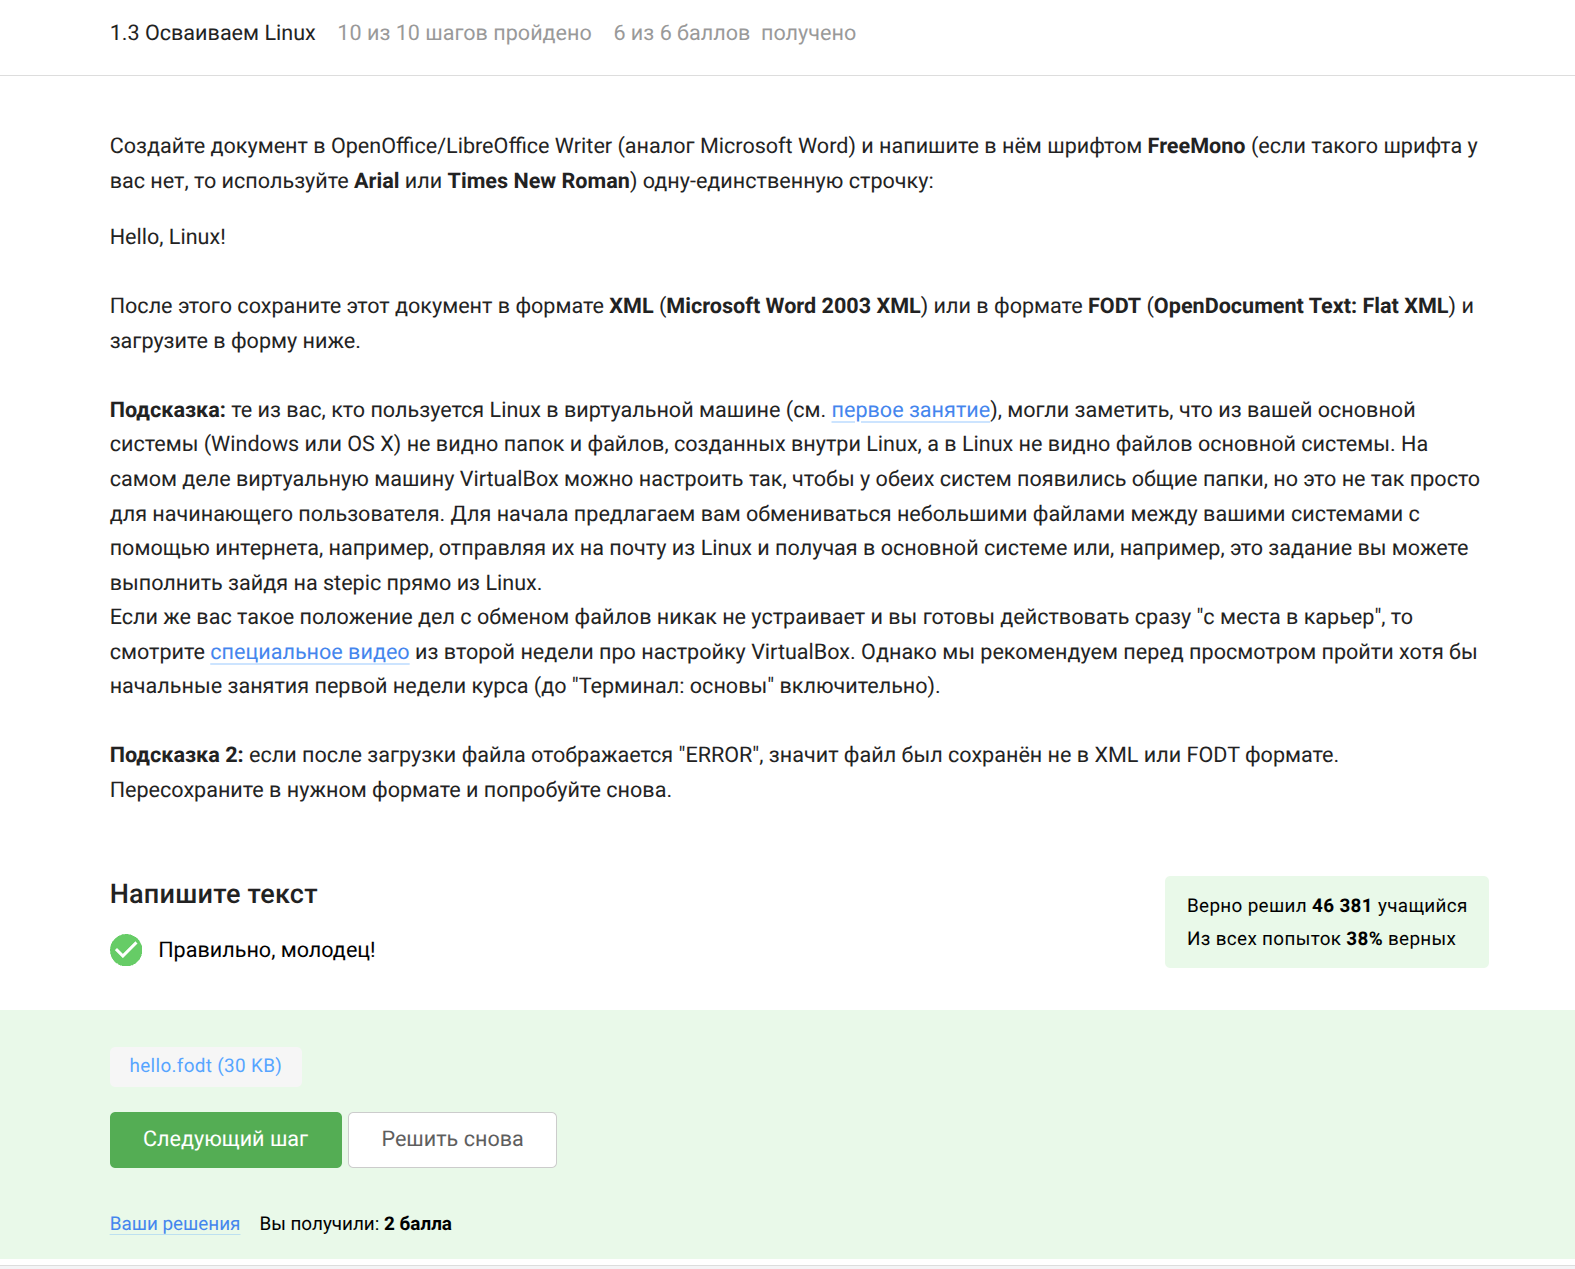 1.3 Осваиваем Linux 10 из 10 шагов пройдено 6 из 6 баллов получено
Создайте документ в OpenOffice/LibreOffice Writer (аналог Microsoft Word) и напишите в нём шрифтом FreeMono (если такого шрифта у
вас нет, то используйте Arial или Times New Roman) одну-единственную строчку:
Hello, Linux!
После этого сохраните этот документ в формате XML (Microsoft Word 2003 XML) или в формате FODT (OpenDocument Text: Flat XML) и
загрузите в форму ниже.
Подсказка: те из вас, кто пользуется Linux в виртуальной машине (см. первое занятие), могли заметить, что из вашей основной
системы (Windows или OS X) не видно папок и файлов, созданных внутри Linux, а в Linux не видно файлов основной системы. На
самом деле виртуальную машину VirtualBox можно настроить так, чтобы у обеих систем появились общие папки, но это не так просто
для начинающего пользователя. Для начала предлагаем вам обмениваться небольшими файлами между вашими системами с
помощью интернета, например, отправляя их на почту из Linux и получая в основной системе или, например, это задание вы можете
выполнить зайдя на stepic прямо из Linux.
Если же вас такое положение дел с обменом файлов никак не устраивает и вы готовы действовать сразу "с места в карьер", то
смотрите специальное видео из второй недели про настройку VirtualBox. Однако мы рекомендуем перед просмотром пройти хотя бы
начальные занятия первой недели курса (до "Терминал: основы" включительно).
Подсказка 2: если после загрузки файла отображается "ERROR", значит файл был сохранён не в XML или FODT формате.
Пересохраните в нужном формате и попробуйте снова.
Напишите текст
Правильно, молодец!
Верно решил 46 381 учащийся
Из всех попыток 38% верных
hello.fodt (30 KB)
Следующий шаг Решить снова
Ваши решения Вы получили: 2 балла